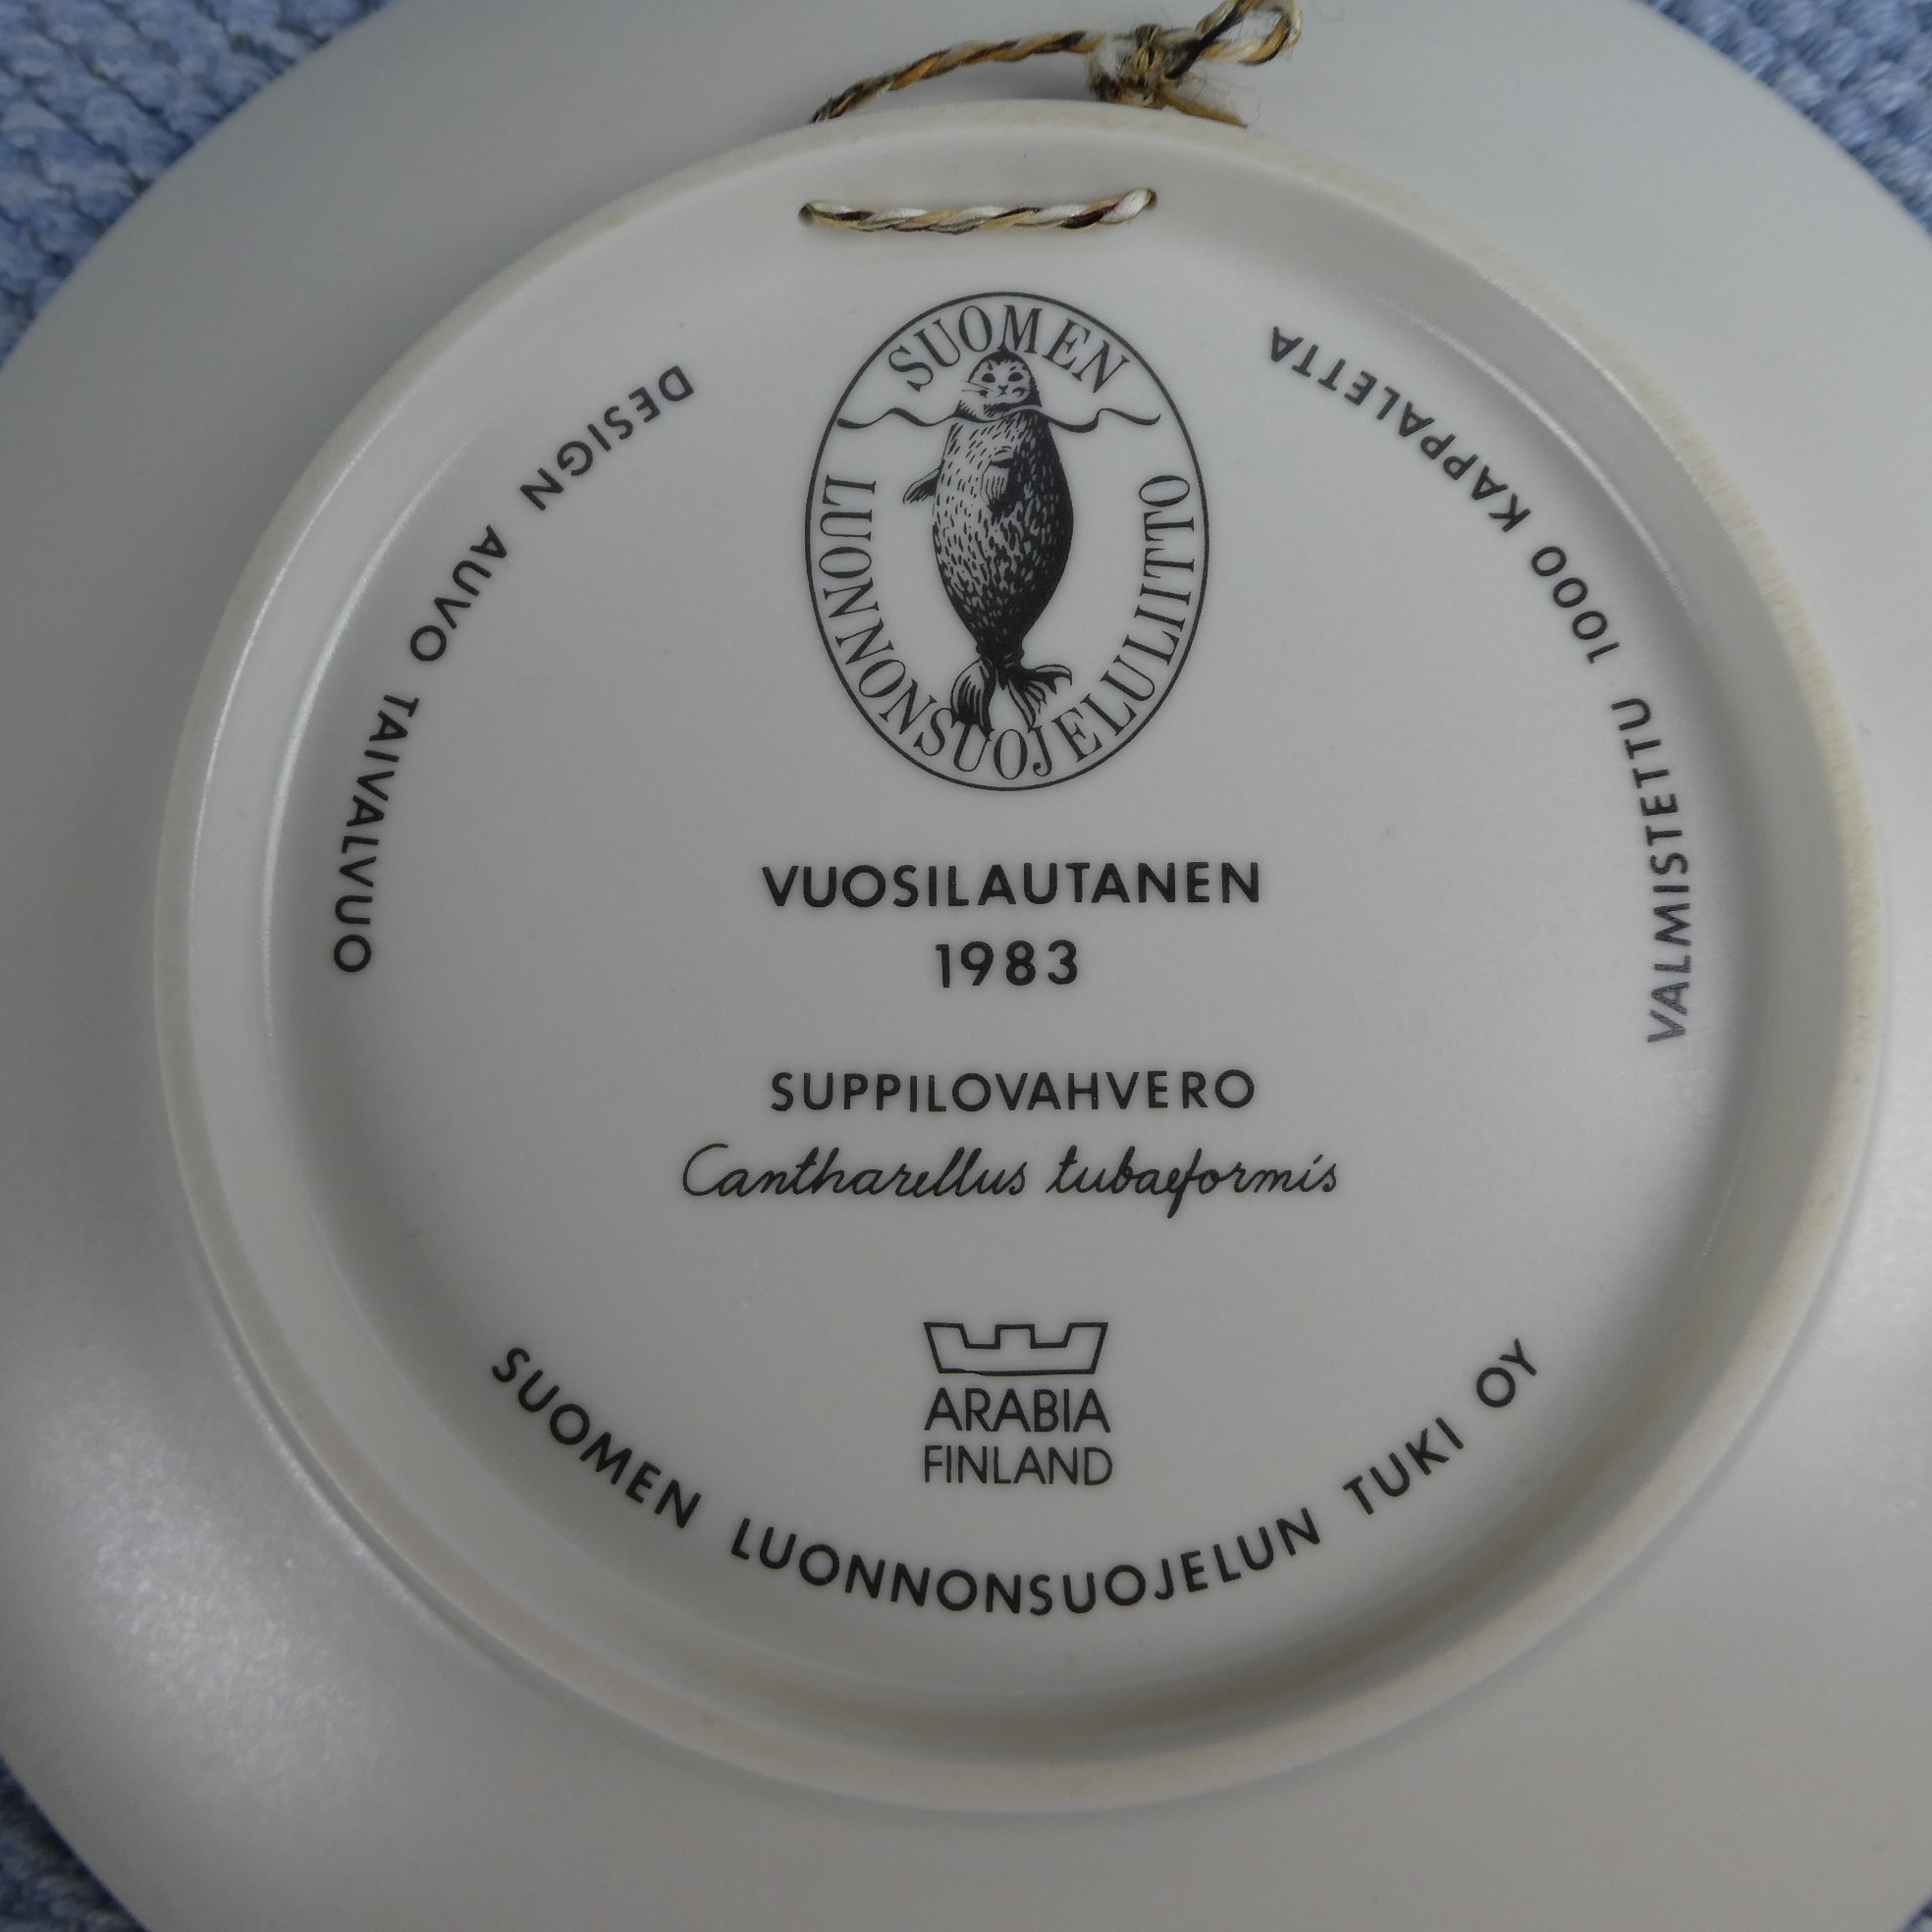 SUOMEN
LUONNONSUOJELULIITTO
DESIGN AUVO TAIVALVUO
VALMISTETTU 1000 KAPPALETTA
VUOSILAUTANEN
1983
SUPPILOVAHVERO
Cantharellus tubaeformis
ARABIA
FINLAND
SUOMEN LUONNONSUOJELUN TUKI OY